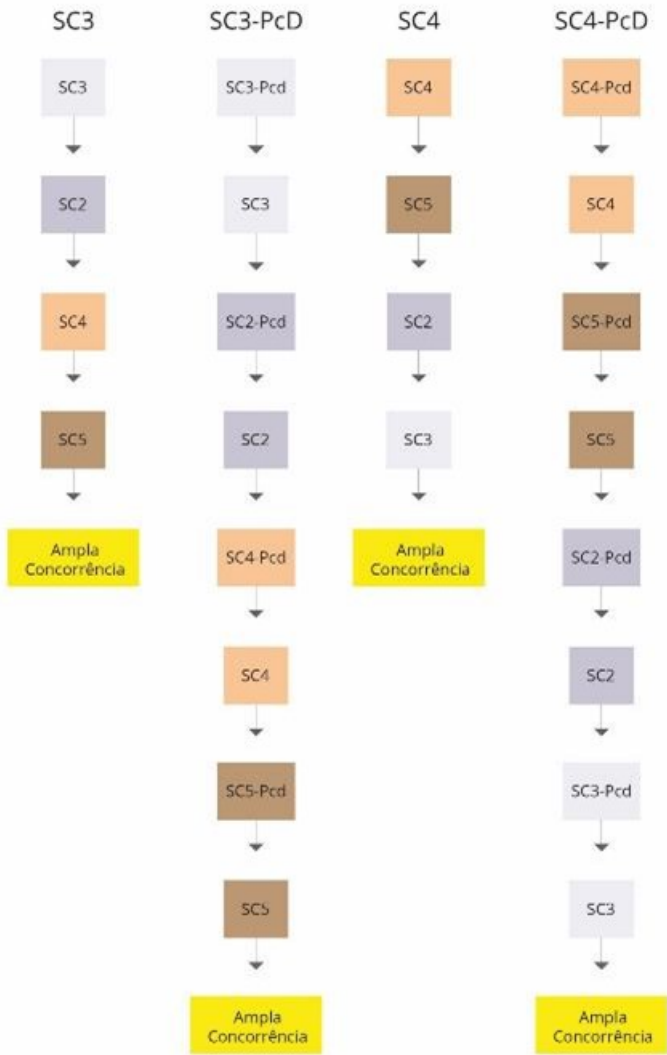 SC3
SC3
SC2
SC4
SC5
Ampla
Concorrência
SC3-PcD
SC3-Pcd
SC3
SC2-Pcd
SC2
SC4-Pcd
SC4
SC5-Pcd
SC5
Ampla
Concorrência
SC4
SC4
SC5
SC2
SC3
Ampla
Concorrência
SC4-PcD
SC4-Pcd
SC4
SC5-Pcd
SC5
SC2-Pcd
SC2
SC3-Pcd
SC3
Ampla
Concorrência